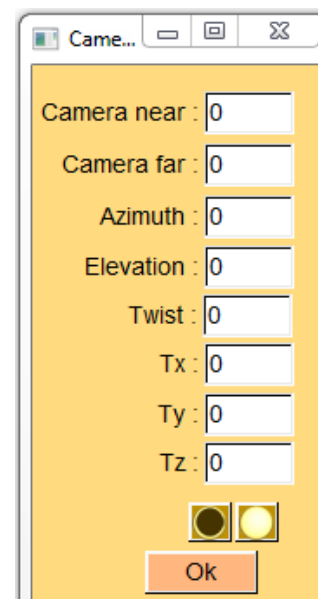 Came...
Camera near : 0
Camera far : 0
Azimuth : 0
Elevation : 0
Twist : 0
Tx : 0
Ty : 0
Tz : 0
Ok